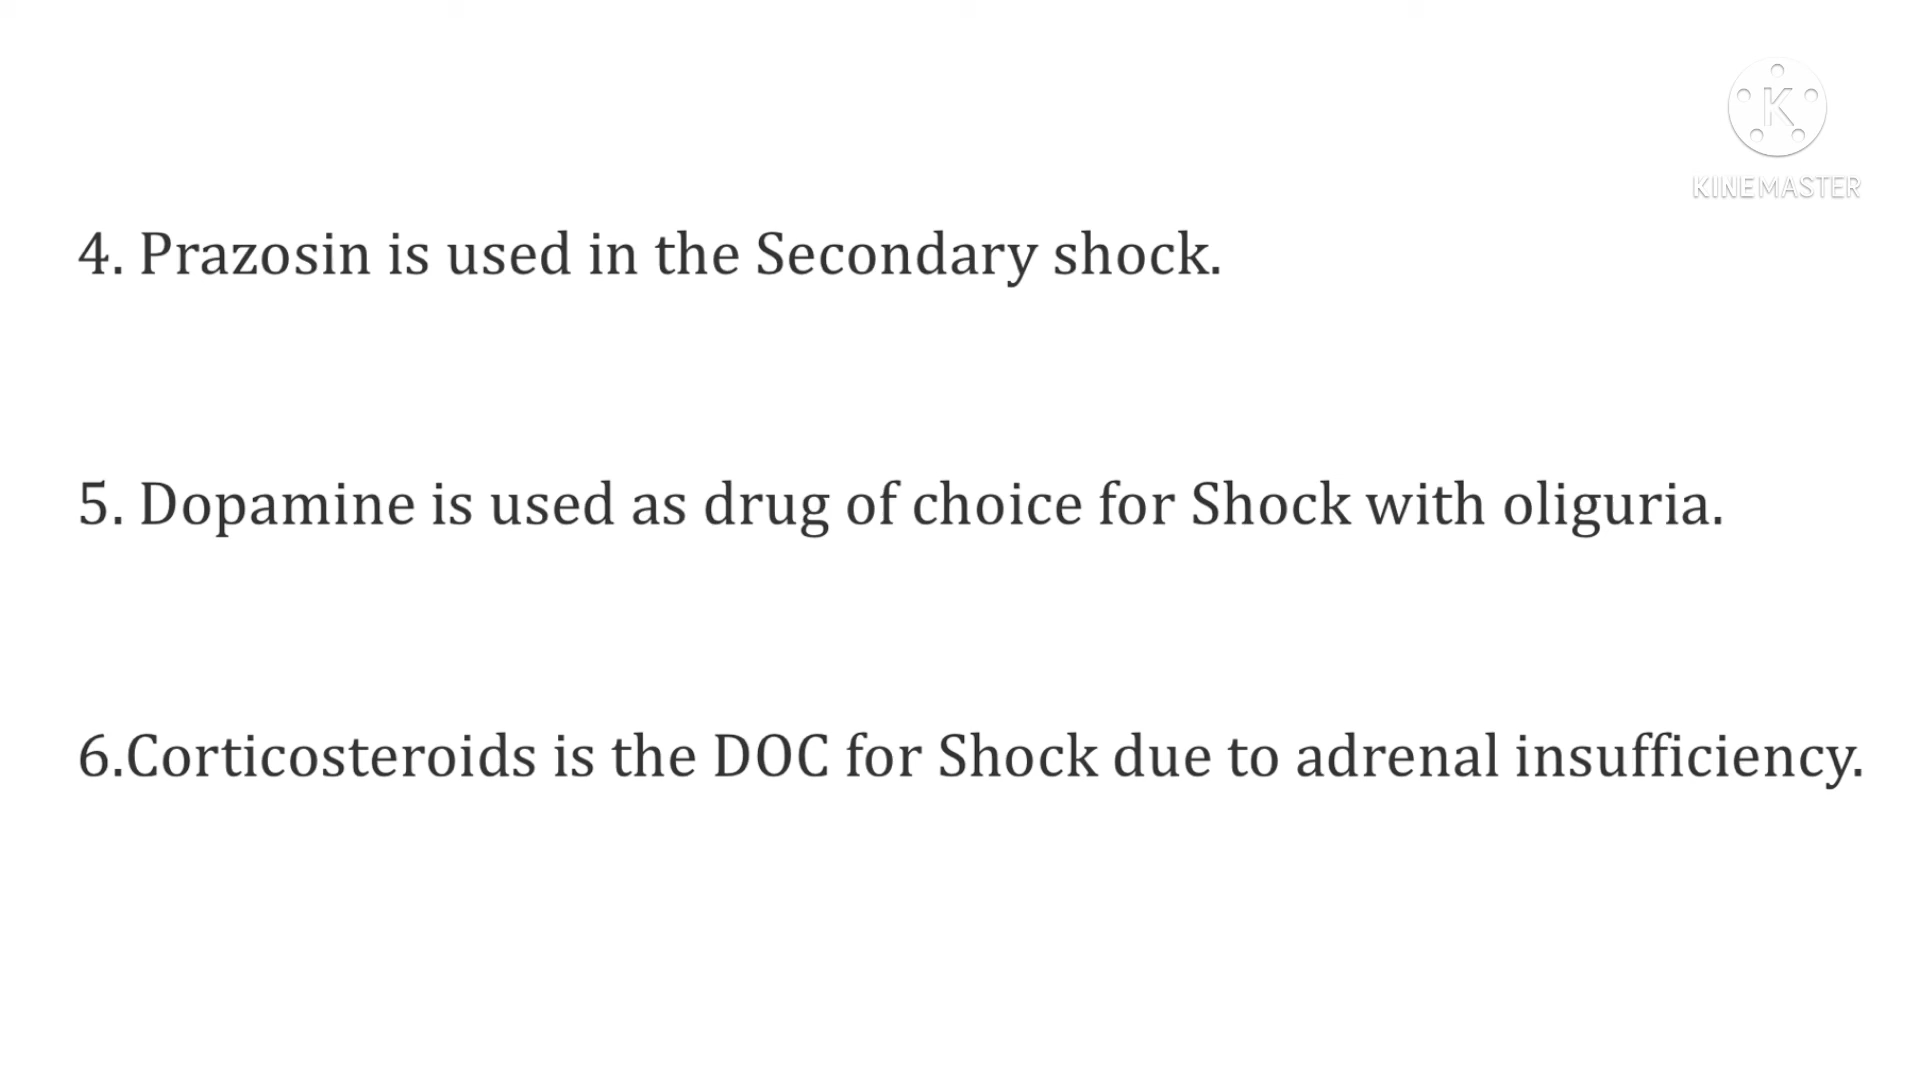 K
KINEMASTER
4. Prazosin is used in the Secondary shock.
5. Dopamine is used as drug of choice for Shock with oliguria.
6.Corticosteroids is the DOC for Shock due to adrenal insufficiency.